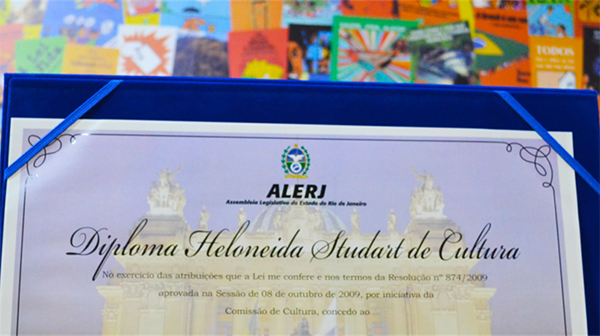 TODOS
ALERJ
Assembleia Legislativa do Estado do Rio de Janeiro
Diploma Heloneida Studart de Cultura
No exercício das atribuições que a Lei me confere e nos termos da Resolução nº 874/2009
aprovada na Sessão de 08 de outubro de 2009, por iniciativa da
Comissão de Cultura, concedo ao